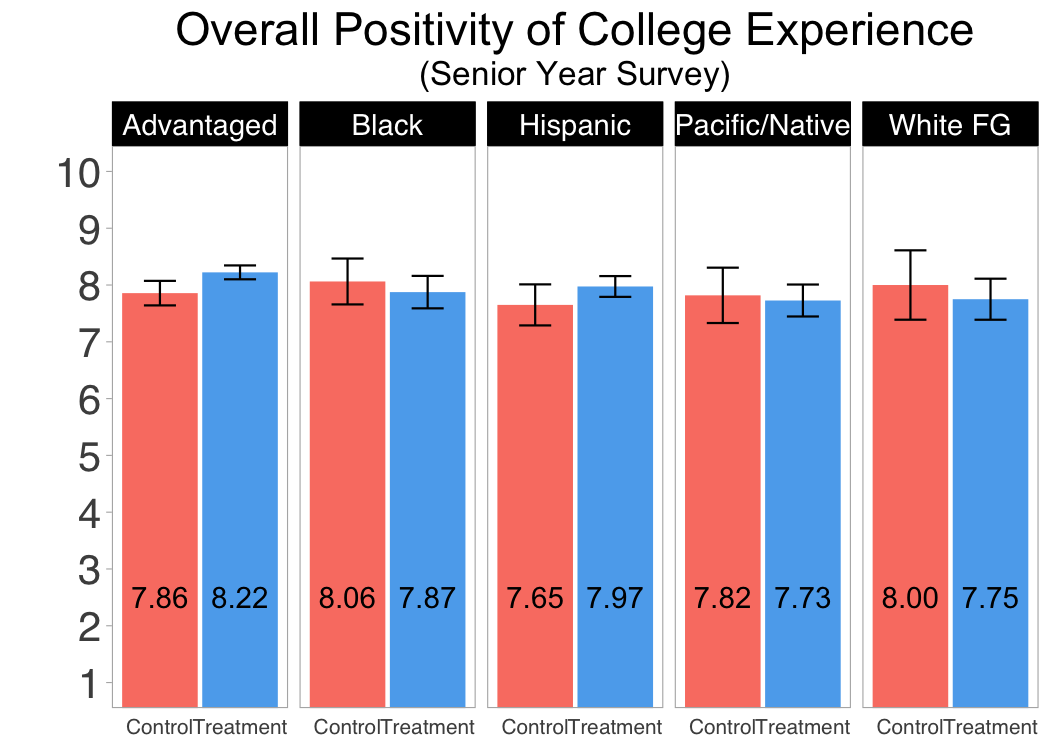 Overall Positivity of College Experience
(Senior Year Survey)
Advantaged Black Hispanic Pacific/Native White FG
10
9
8
7
6
5
4
3
7.86 8.22 8.06 7.87 7.65 7.97 7.82 7.73 8.00 7.75
2
1
Control Treatment Control Treatment Control Treatment Control Treatment Control Treatment